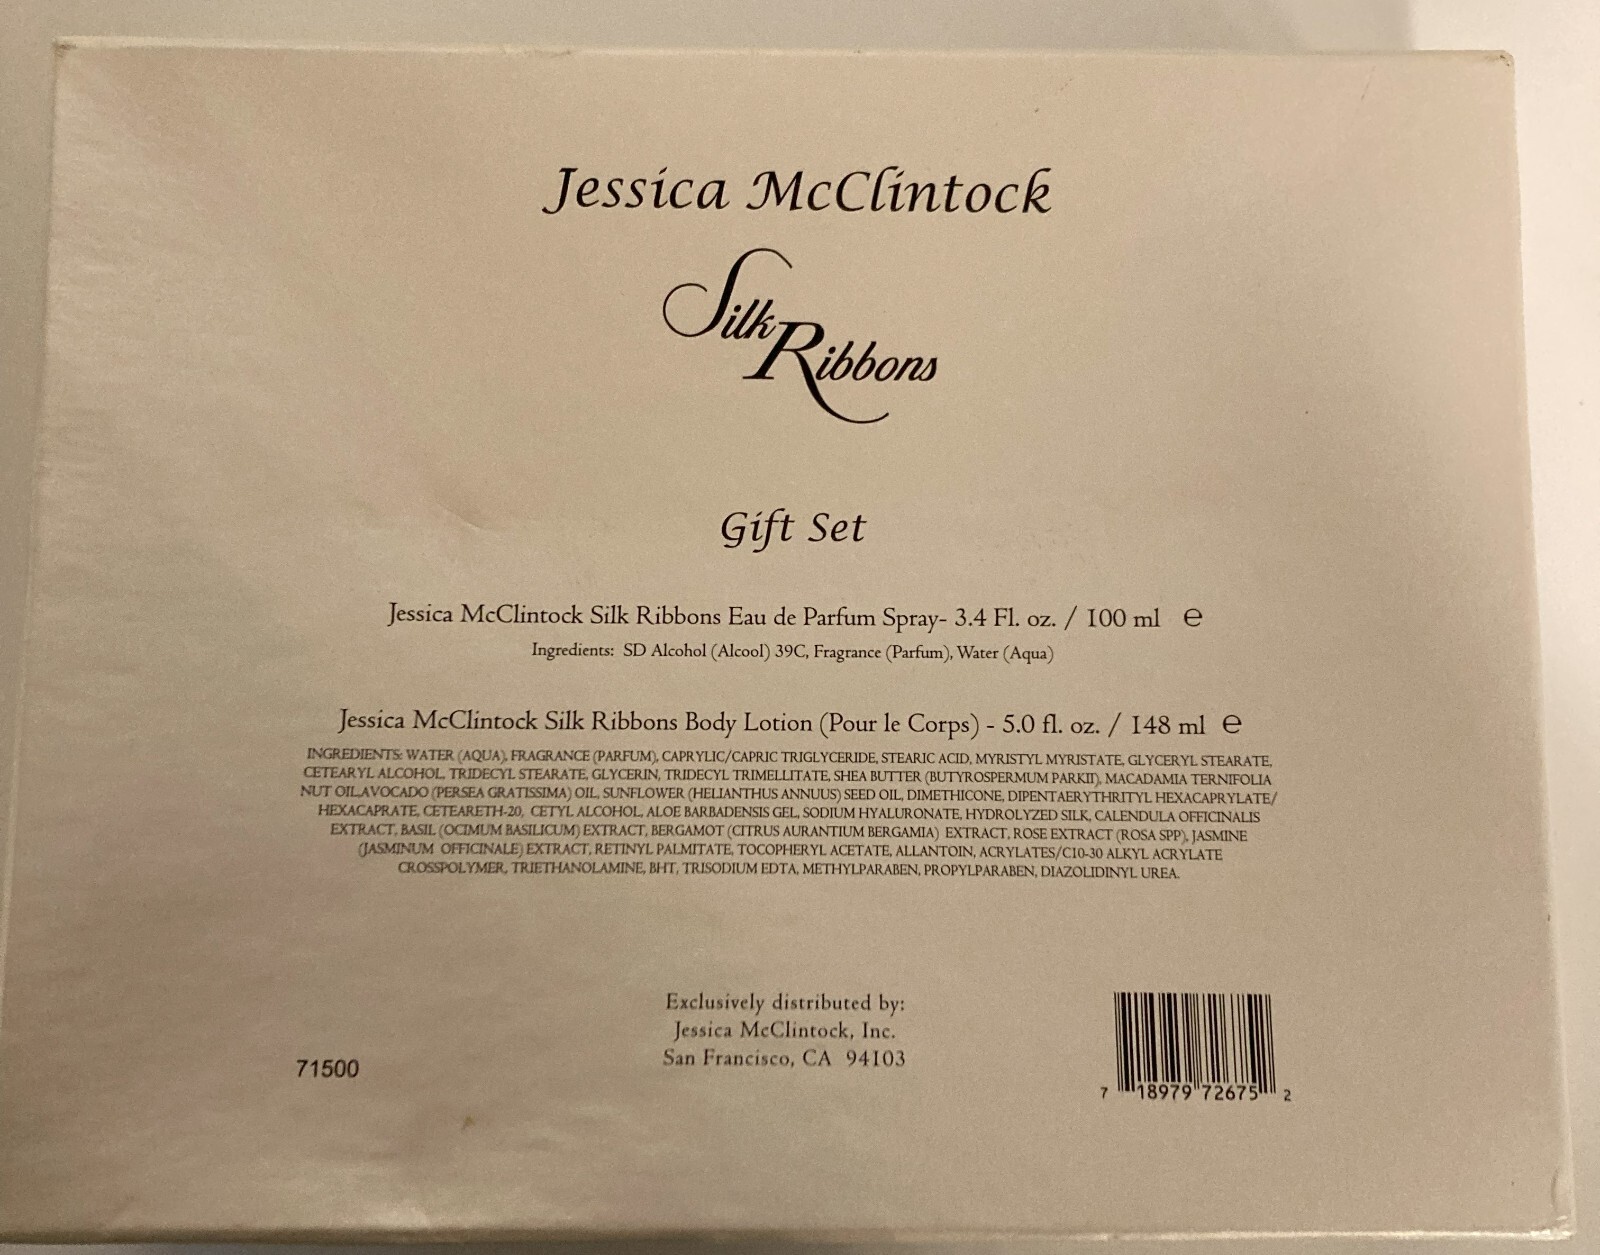 Jessica McClintock
Silk Ribbons
Gift Set
Jessica McClintock Silk Ribbons Eau de Parfum Spray- 3.4 Fl. oz. / 100 ml ℮
Ingredients: SD Alcohol (Alcool) 39C, Fragrance (Parfum), Water (Aqua)
Jessica McClintock Silk Ribbons Body Lotion (Pour le Corps) - 5.0 fl. oz. / 148 ml ℮
INGREDIENTS: WATER (AQUA), FRAGRANCE (PARFUM), CAPRYLIC/CAPRIC TRIGLYCERIDE, STEARIC ACID, MYRISTYL MYRISTATE, GLYCERYL STEARATE,
CETEARYL ALCOHOL, TRIDECYL STEARATE, GLYCERIN, TRIDECYL TRIMELLITATE, SHEA BUTTER (BUTYROSPERMUM PARKII), MACADAMIA TERNIFOLIA
NUT OIL,AVOCADO (PERSEA GRATISSIMA) OIL, SUNFLOWER (HELIANTHUS ANNUUS) SEED OIL, DIMETHICONE, DIPENTAERYTHRITYL HEXACAPRYLATE/
HEXACAPRATE, CETEARETH-20, CETYL ALCOHOL, ALOE BARBADENSIS GEL, SODIUM HYALURONATE, HYDROLYZED SILK, CALENDULA OFFICINALIS
EXTRACT, BASIL (OCIMUM BASILICUM) EXTRACT, BERGAMOT (CITRUS AURANTIUM BERGAMIA) EXTRACT, ROSE EXTRACT (ROSA SPP), JASMINE
(JASMINUM OFFICINALE) EXTRACT, RETINYL PALMITATE, TOCOPHERYL ACETATE, ALLANTOIN, ACRYLATES/C10-30 ALKYL ACRYLATE
CROSSPOLYMER, TRIETHANOLAMINE, BHT, TRISODIUM EDTA, METHYLPARABEN, PROPYLPARABEN, DIAZOLIDINYL UREA.
Exclusively distributed by:
Jessica McClintock, Inc.
San Francisco, CA 94103
71500
7 18979 72675 2